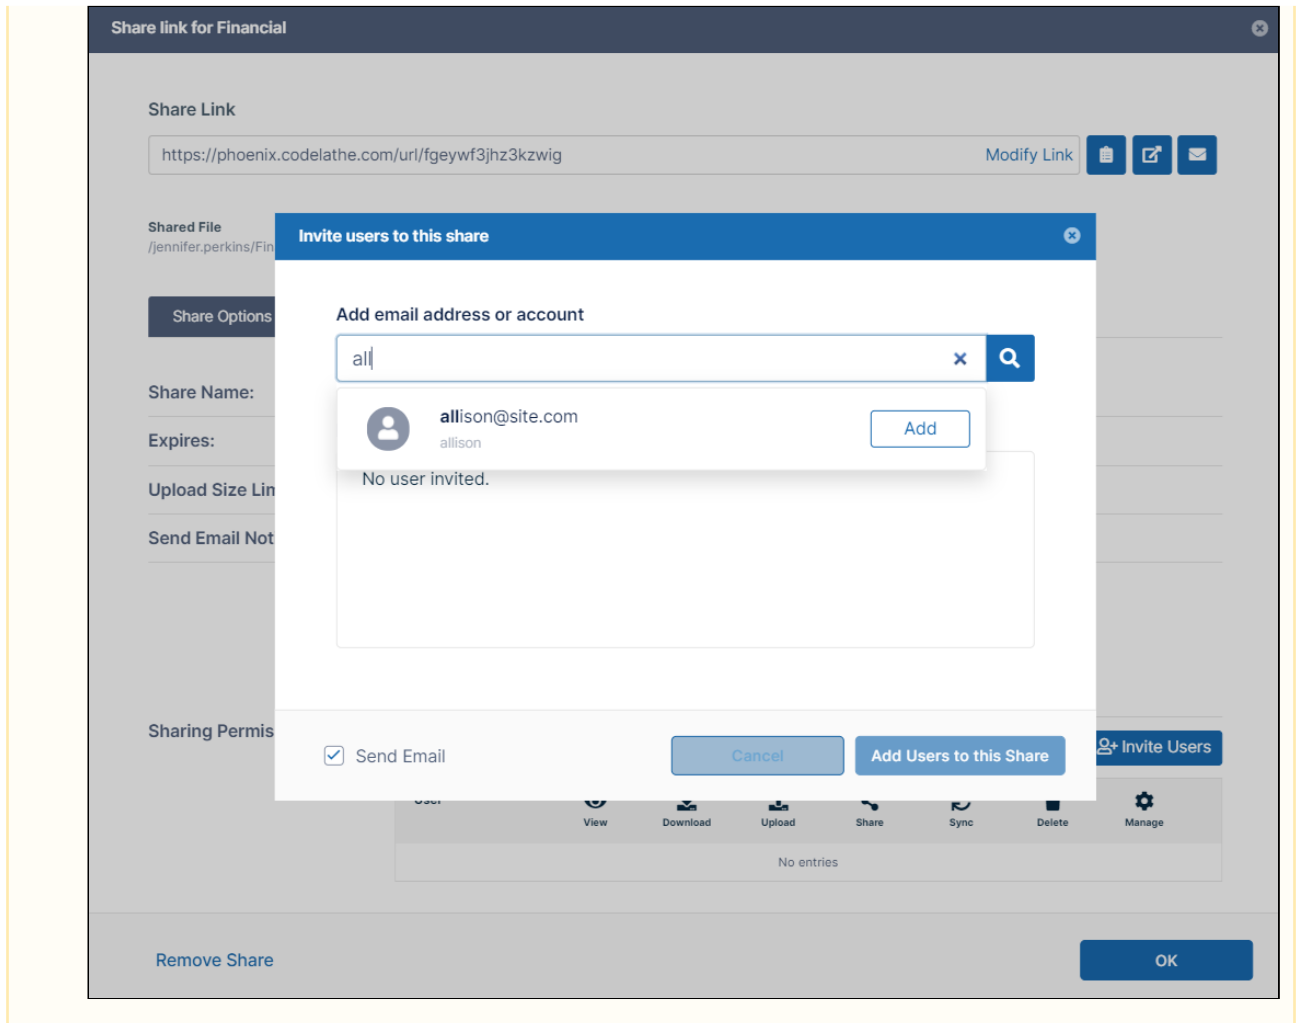 Share link for Financial
Share Link
https://phoenix.codelathe.com/url/fgeywf3jhz3kzwig Modify Link
Shared File
/jennifer.perkins/Fin
Invite users to this share
Share Options
Add email address or account
all
Share Name:
allison@site.com
allison
Add
Expires:
No user invited.
Upload Size Lim
Send Email Not
Sharing Permis
Send Email
Cancel
Add Users to this Share
Invite Users
User
View Download Upload Share Sync Delete Manage
No entries
Remove Share
OK